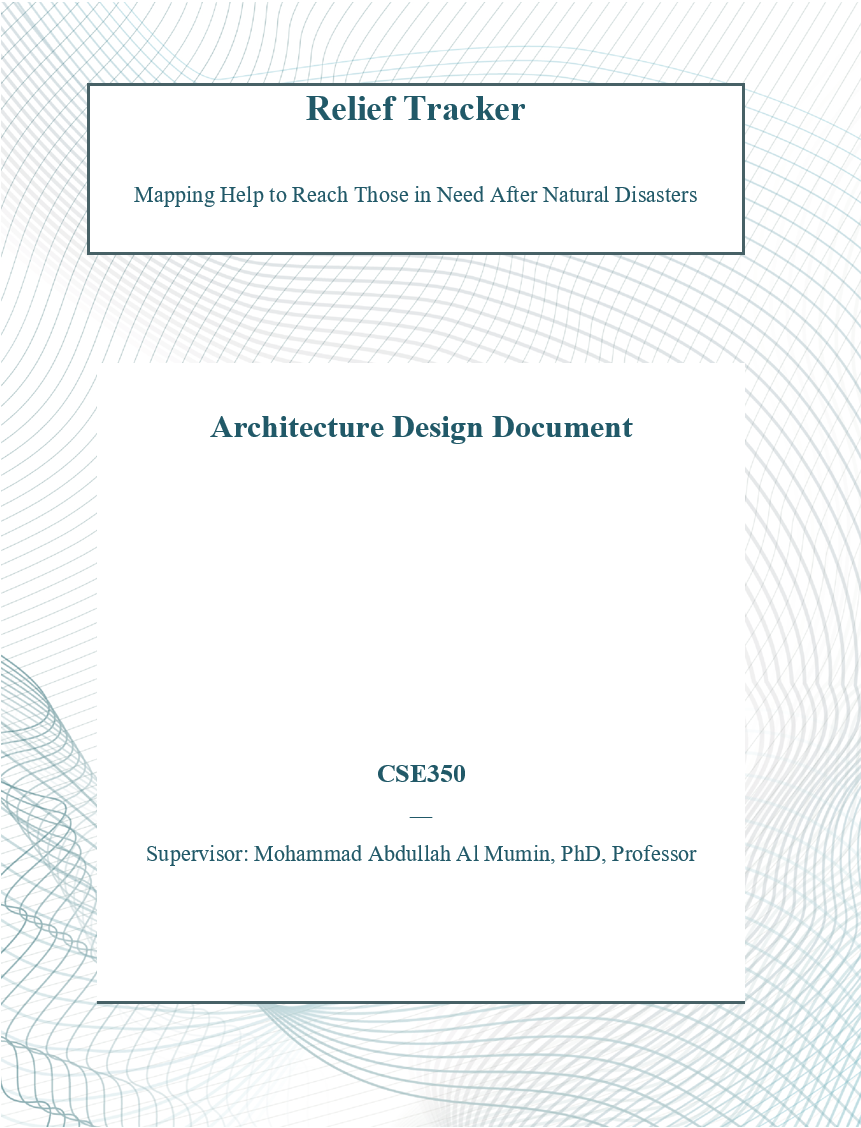 Relief Tracker
Mapping Help to Reach Those in Need After Natural Disasters
Architecture Design Document
CSE350
—
Supervisor: Mohammad Abdullah Al Mumin, PhD, Professor